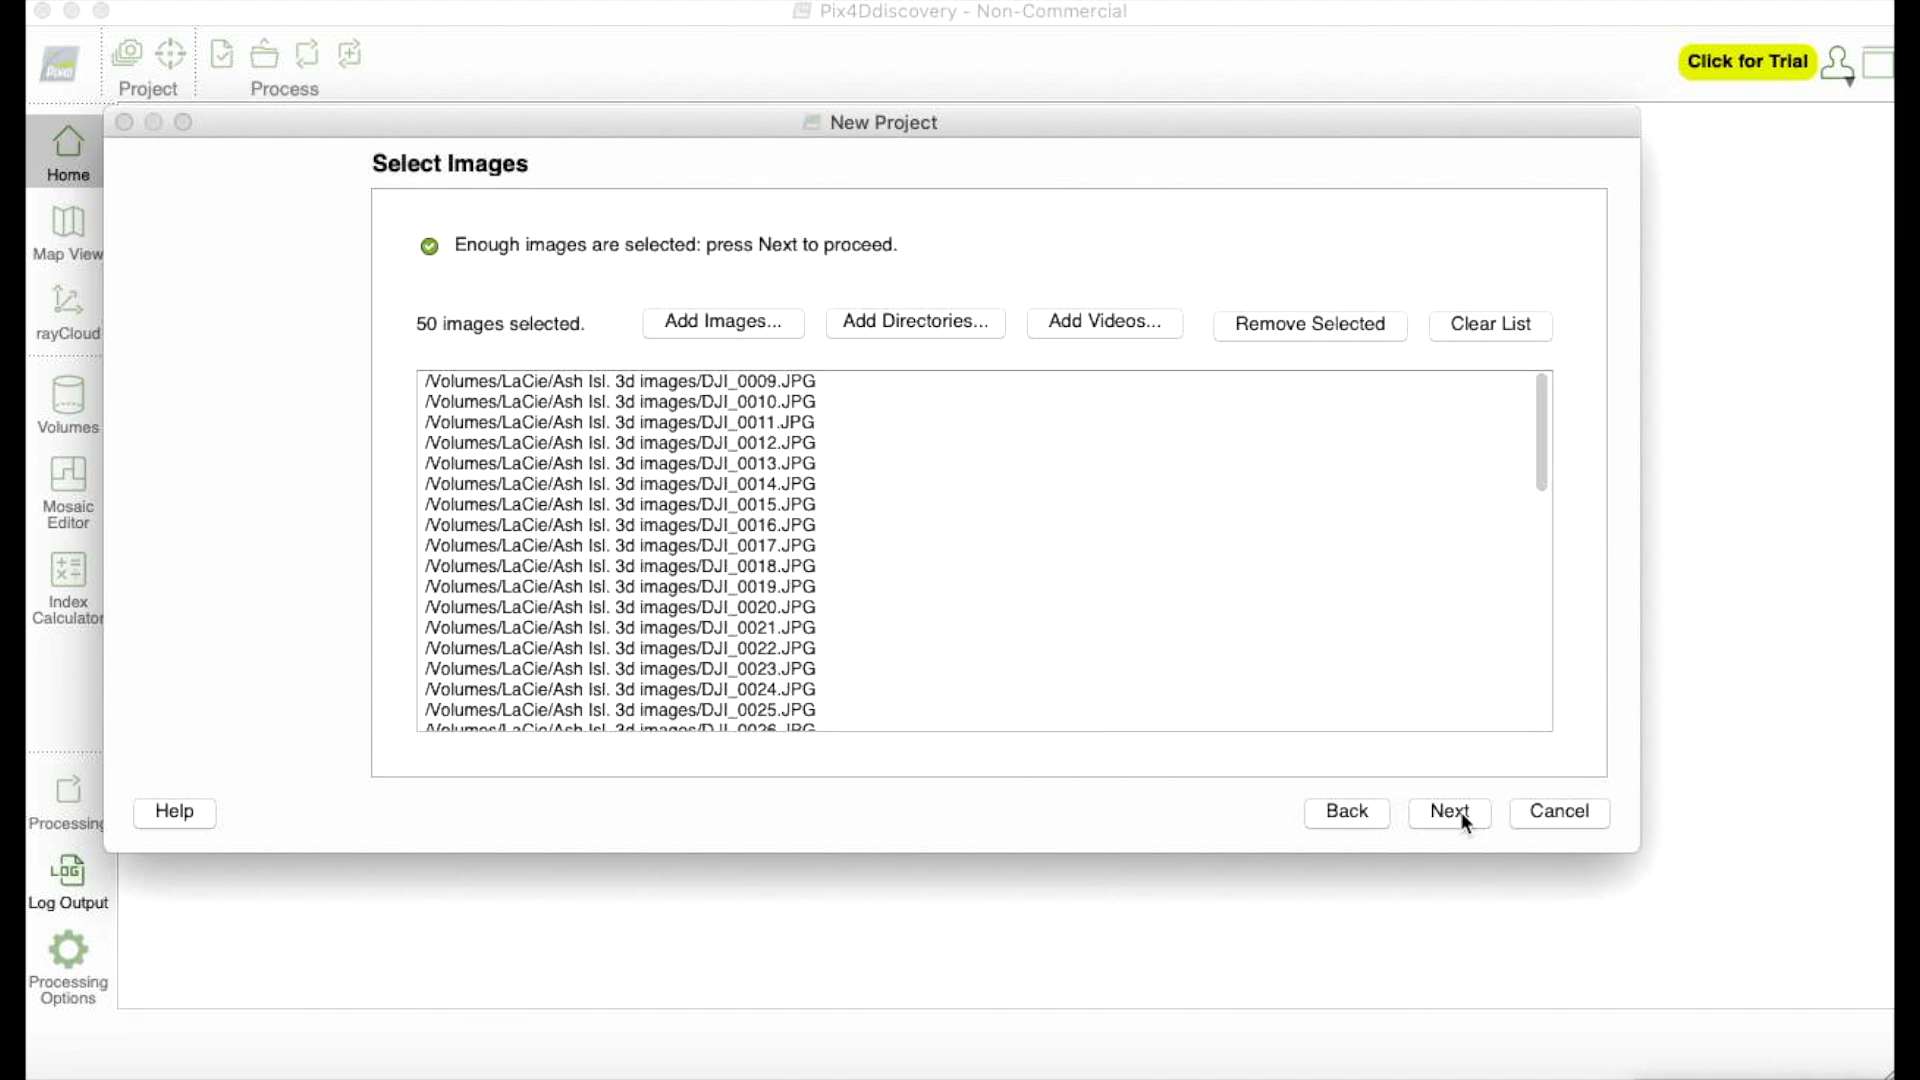 Pix4Ddiscovery - Non-Commercial
Project
Process
Click for Trial
New Project
Home
Map View
rayCloud
Volumes
Mosaic
Editor
Index
Calculator
Processing
Log Output
Processing
Options
Select Images
Enough images are selected: press Next to proceed.
50 images selected.
Add Images...
Add Directories...
Add Videos...
Remove Selected
Clear List
/Volumes/LaCie/Ash Isl. 3d images/DJI_0009.JPG
/Volumes/LaCie/Ash Isl. 3d images/DJI_0010.JPG
/Volumes/LaCie/Ash Isl. 3d images/DJI_0011.JPG
/Volumes/LaCie/Ash Isl. 3d images/DJI_0012.JPG
/Volumes/LaCie/Ash Isl. 3d images/DJI_0013.JPG
/Volumes/LaCie/Ash Isl. 3d images/DJI_0014.JPG
/Volumes/LaCie/Ash Isl. 3d images/DJI_0015.JPG
/Volumes/LaCie/Ash Isl. 3d images/DJI_0016.JPG
/Volumes/LaCie/Ash Isl. 3d images/DJI_0017.JPG
/Volumes/LaCie/Ash Isl. 3d images/DJI_0018.JPG
/Volumes/LaCie/Ash Isl. 3d images/DJI_0019.JPG
/Volumes/LaCie/Ash Isl. 3d images/DJI_0020.JPG
/Volumes/LaCie/Ash Isl. 3d images/DJI_0021.JPG
/Volumes/LaCie/Ash Isl. 3d images/DJI_0022.JPG
/Volumes/LaCie/Ash Isl. 3d images/DJI_0023.JPG
/Volumes/LaCie/Ash Isl. 3d images/DJI_0024.JPG
/Volumes/LaCie/Ash Isl. 3d images/DJI_0025.JPG
/Volumes/LaCie/Ash Isl. 3d images/DJI_0026.JPG
Help
Back
Next
Cancel
LOG